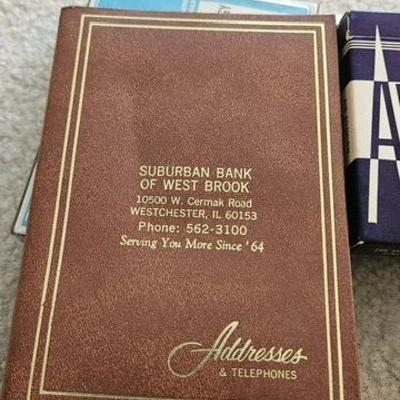 SUBURBAN BANK
OF WEST BROOK
10500 W. Cermak Road
WESTCHESTER, IL 60153
Phone: 562-3100
Serving You More Since '64
Addresses
& TELEPHONES